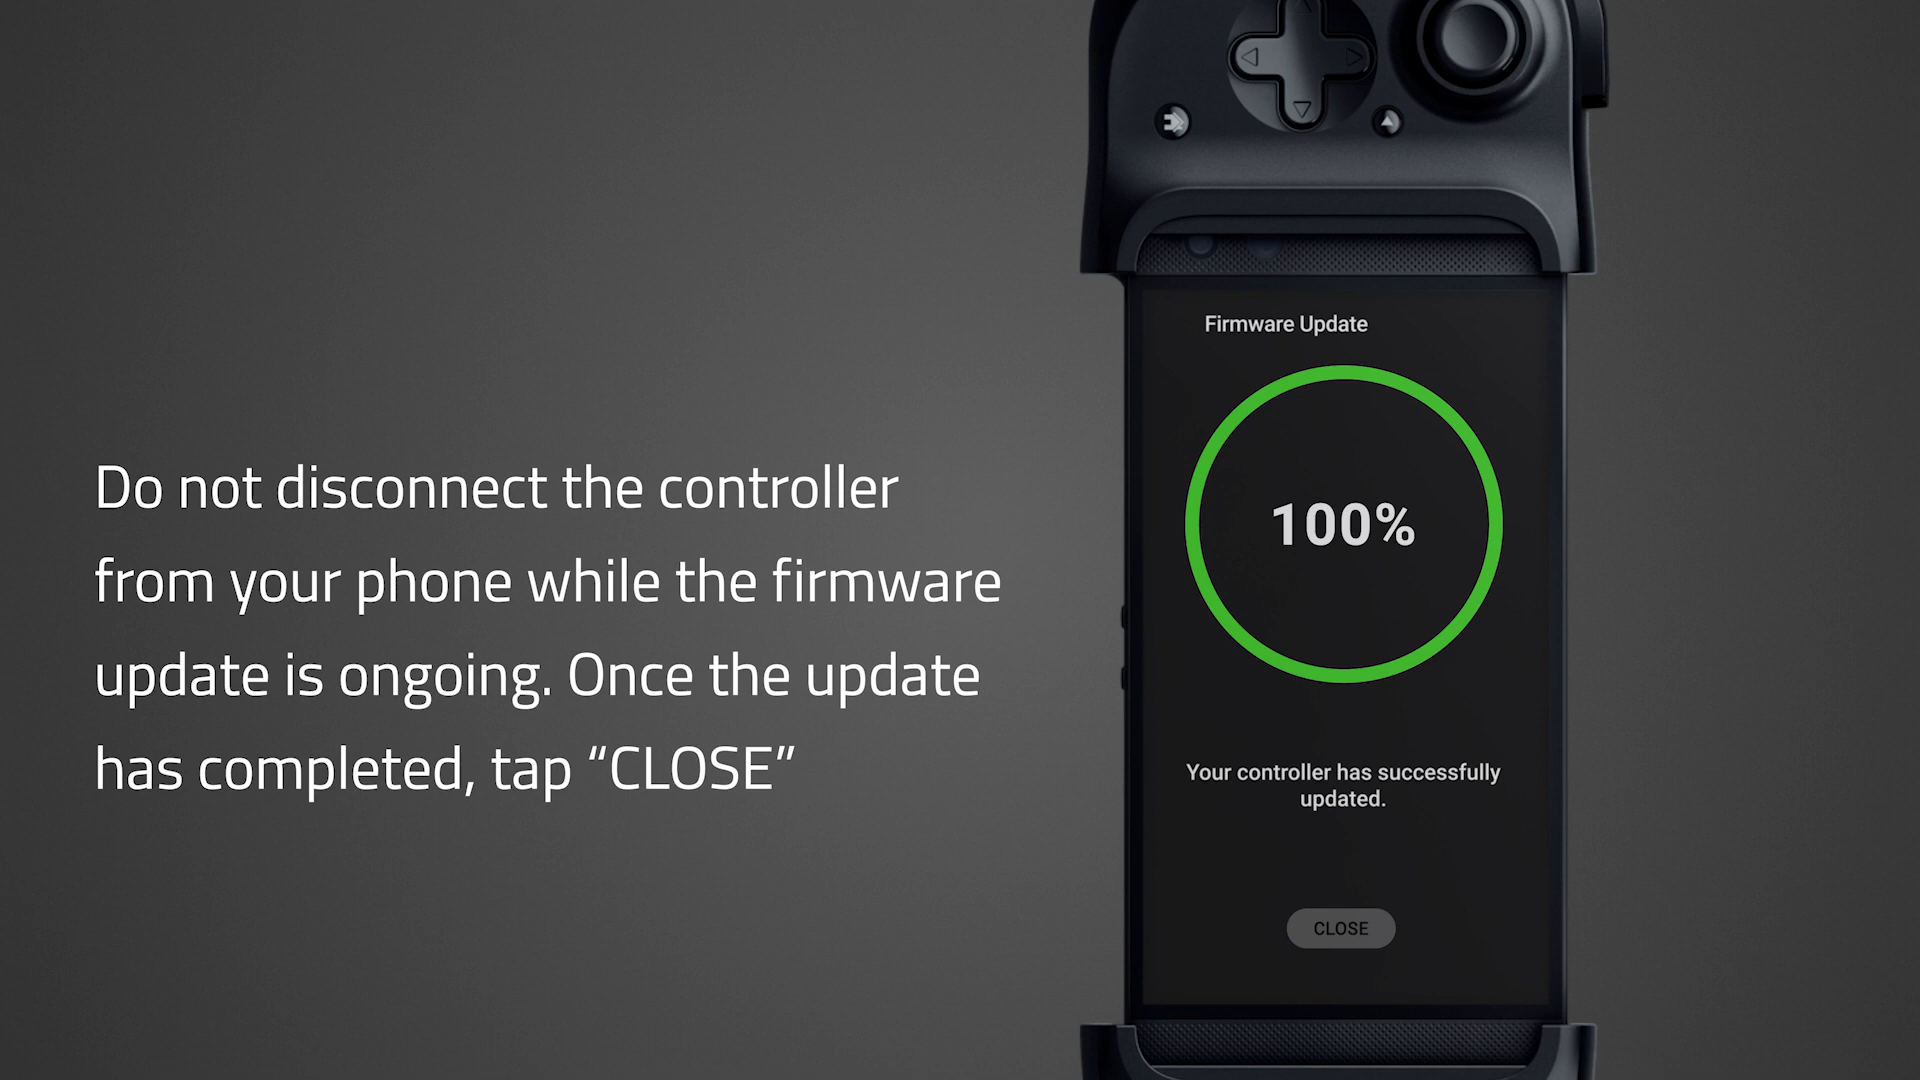 Do not disconnect the controller
from your phone while the firmware
update is ongoing. Once the update
has completed, tap “CLOSE”
Firmware Update
100%
Your controller has successfully
updated.
CLOSE